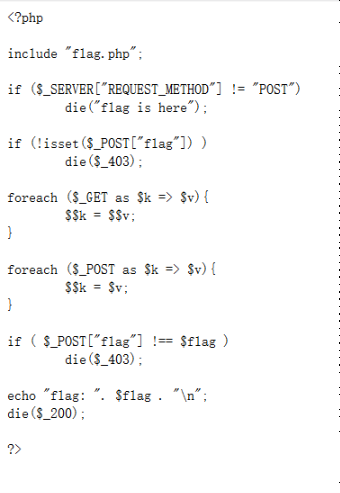 <?php
include "flag.php";
if ($_SERVER["REQUEST_METHOD"] != "POST")
die("flag is here");
if (!isset($_POST["flag"]) )
die($_403);
foreach ($_GET as $k => $v){
$$k = $$v;
}
foreach ($_POST as $k => $v){
$$k = $v;
}
if ( $_POST["flag"] !== $flag )
die($_403);
echo "flag: ". $flag . "\n";
die($_200);
?>